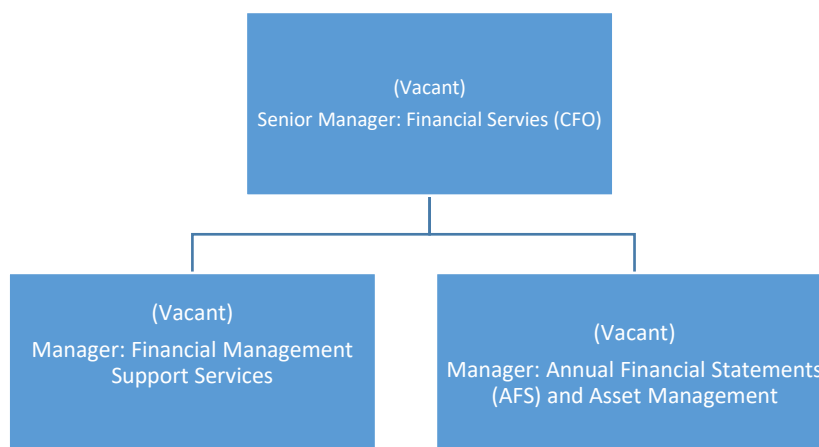 (Vacant)
Senior Manager: Financial Servies (CFO)
(Vacant)
Manager: Financial Management
Support Services
(Vacant)
Manager: Annual Financial Statements
(AFS) and Asset Management